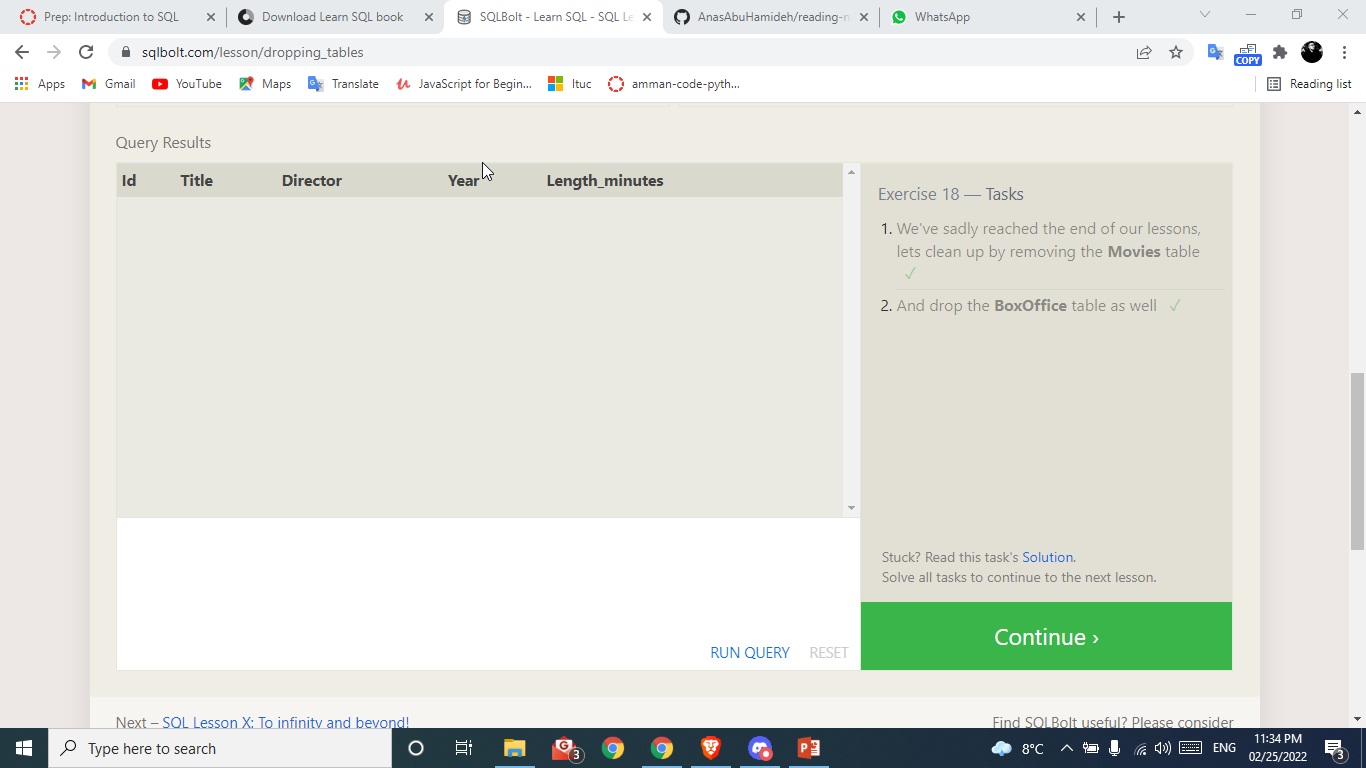 Prep: Introduction to SQL
Download Learn SQL book
SQLBolt - Learn SQL - SQL Le
AnasAbuHamideh/reading-n
WhatsApp
sqlbolt.com/lesson/dropping_tables
COPY
Apps
Gmail
YouTube
Maps
Translate
JavaScript for Begin...
ltuc
amman-code-pyth...
Reading list
Query Results
Id Title Director Year Length_minutes
Exercise 18 — Tasks
1. We've sadly reached the end of our lessons,
lets clean up by removing the Movies table
✓
2. And drop the BoxOffice table as well ✓
Stuck? Read this task's Solution.
Solve all tasks to continue to the next lesson.
RUN QUERY RESET
Continue ›
Next – SQL Lesson X: To infinity and beyond!
Find SQLBolt useful? Please consider
Type here to search
3
8°C
ENG
11:34 PM
02/25/2022
3